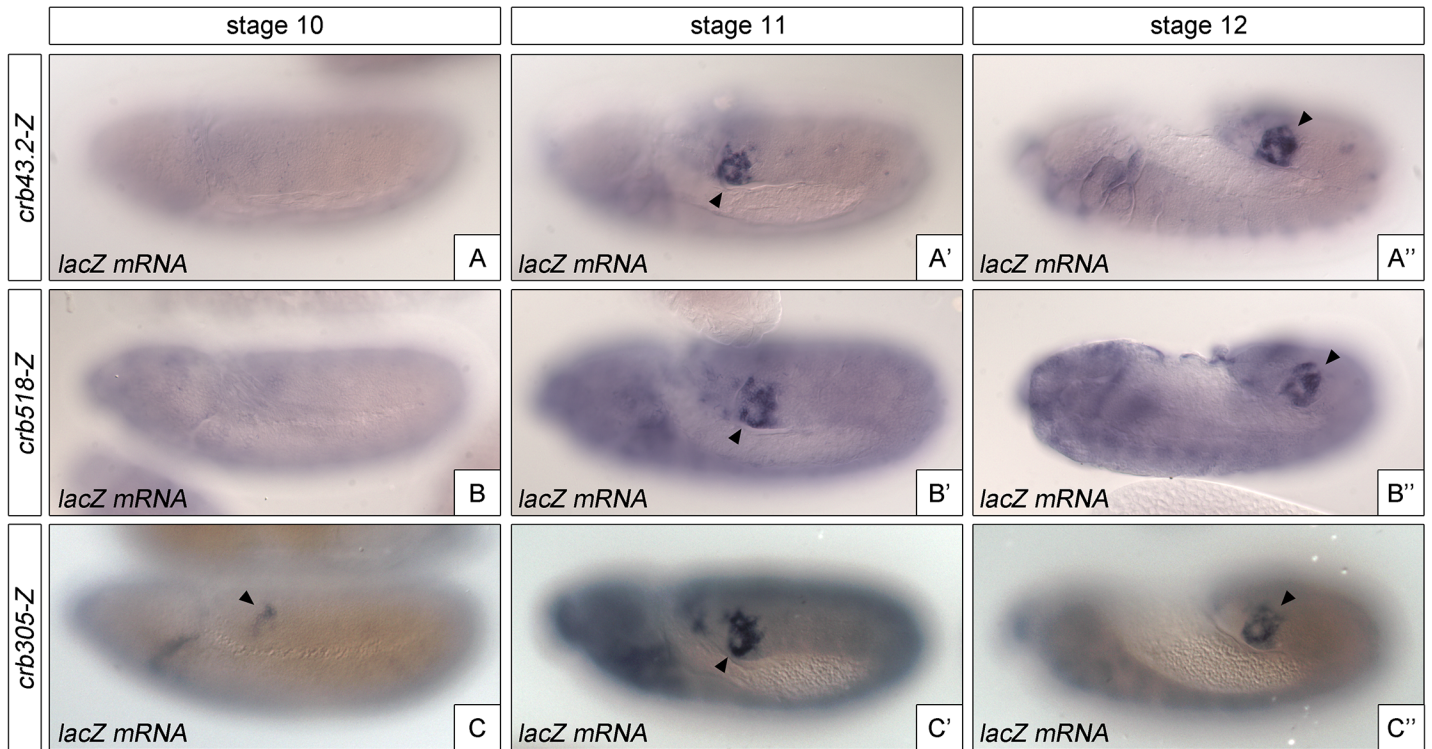 stage 10
stage 11
stage 12
crb43.2-Z
lacZ mRNA
A
lacZ mRNA
A’
lacZ mRNA
A’’
crb518-Z
lacZ mRNA
B
lacZ mRNA
B’
lacZ mRNA
B’’
crb305-Z
lacZ mRNA
C
lacZ mRNA
C’
lacZ mRNA
C’’